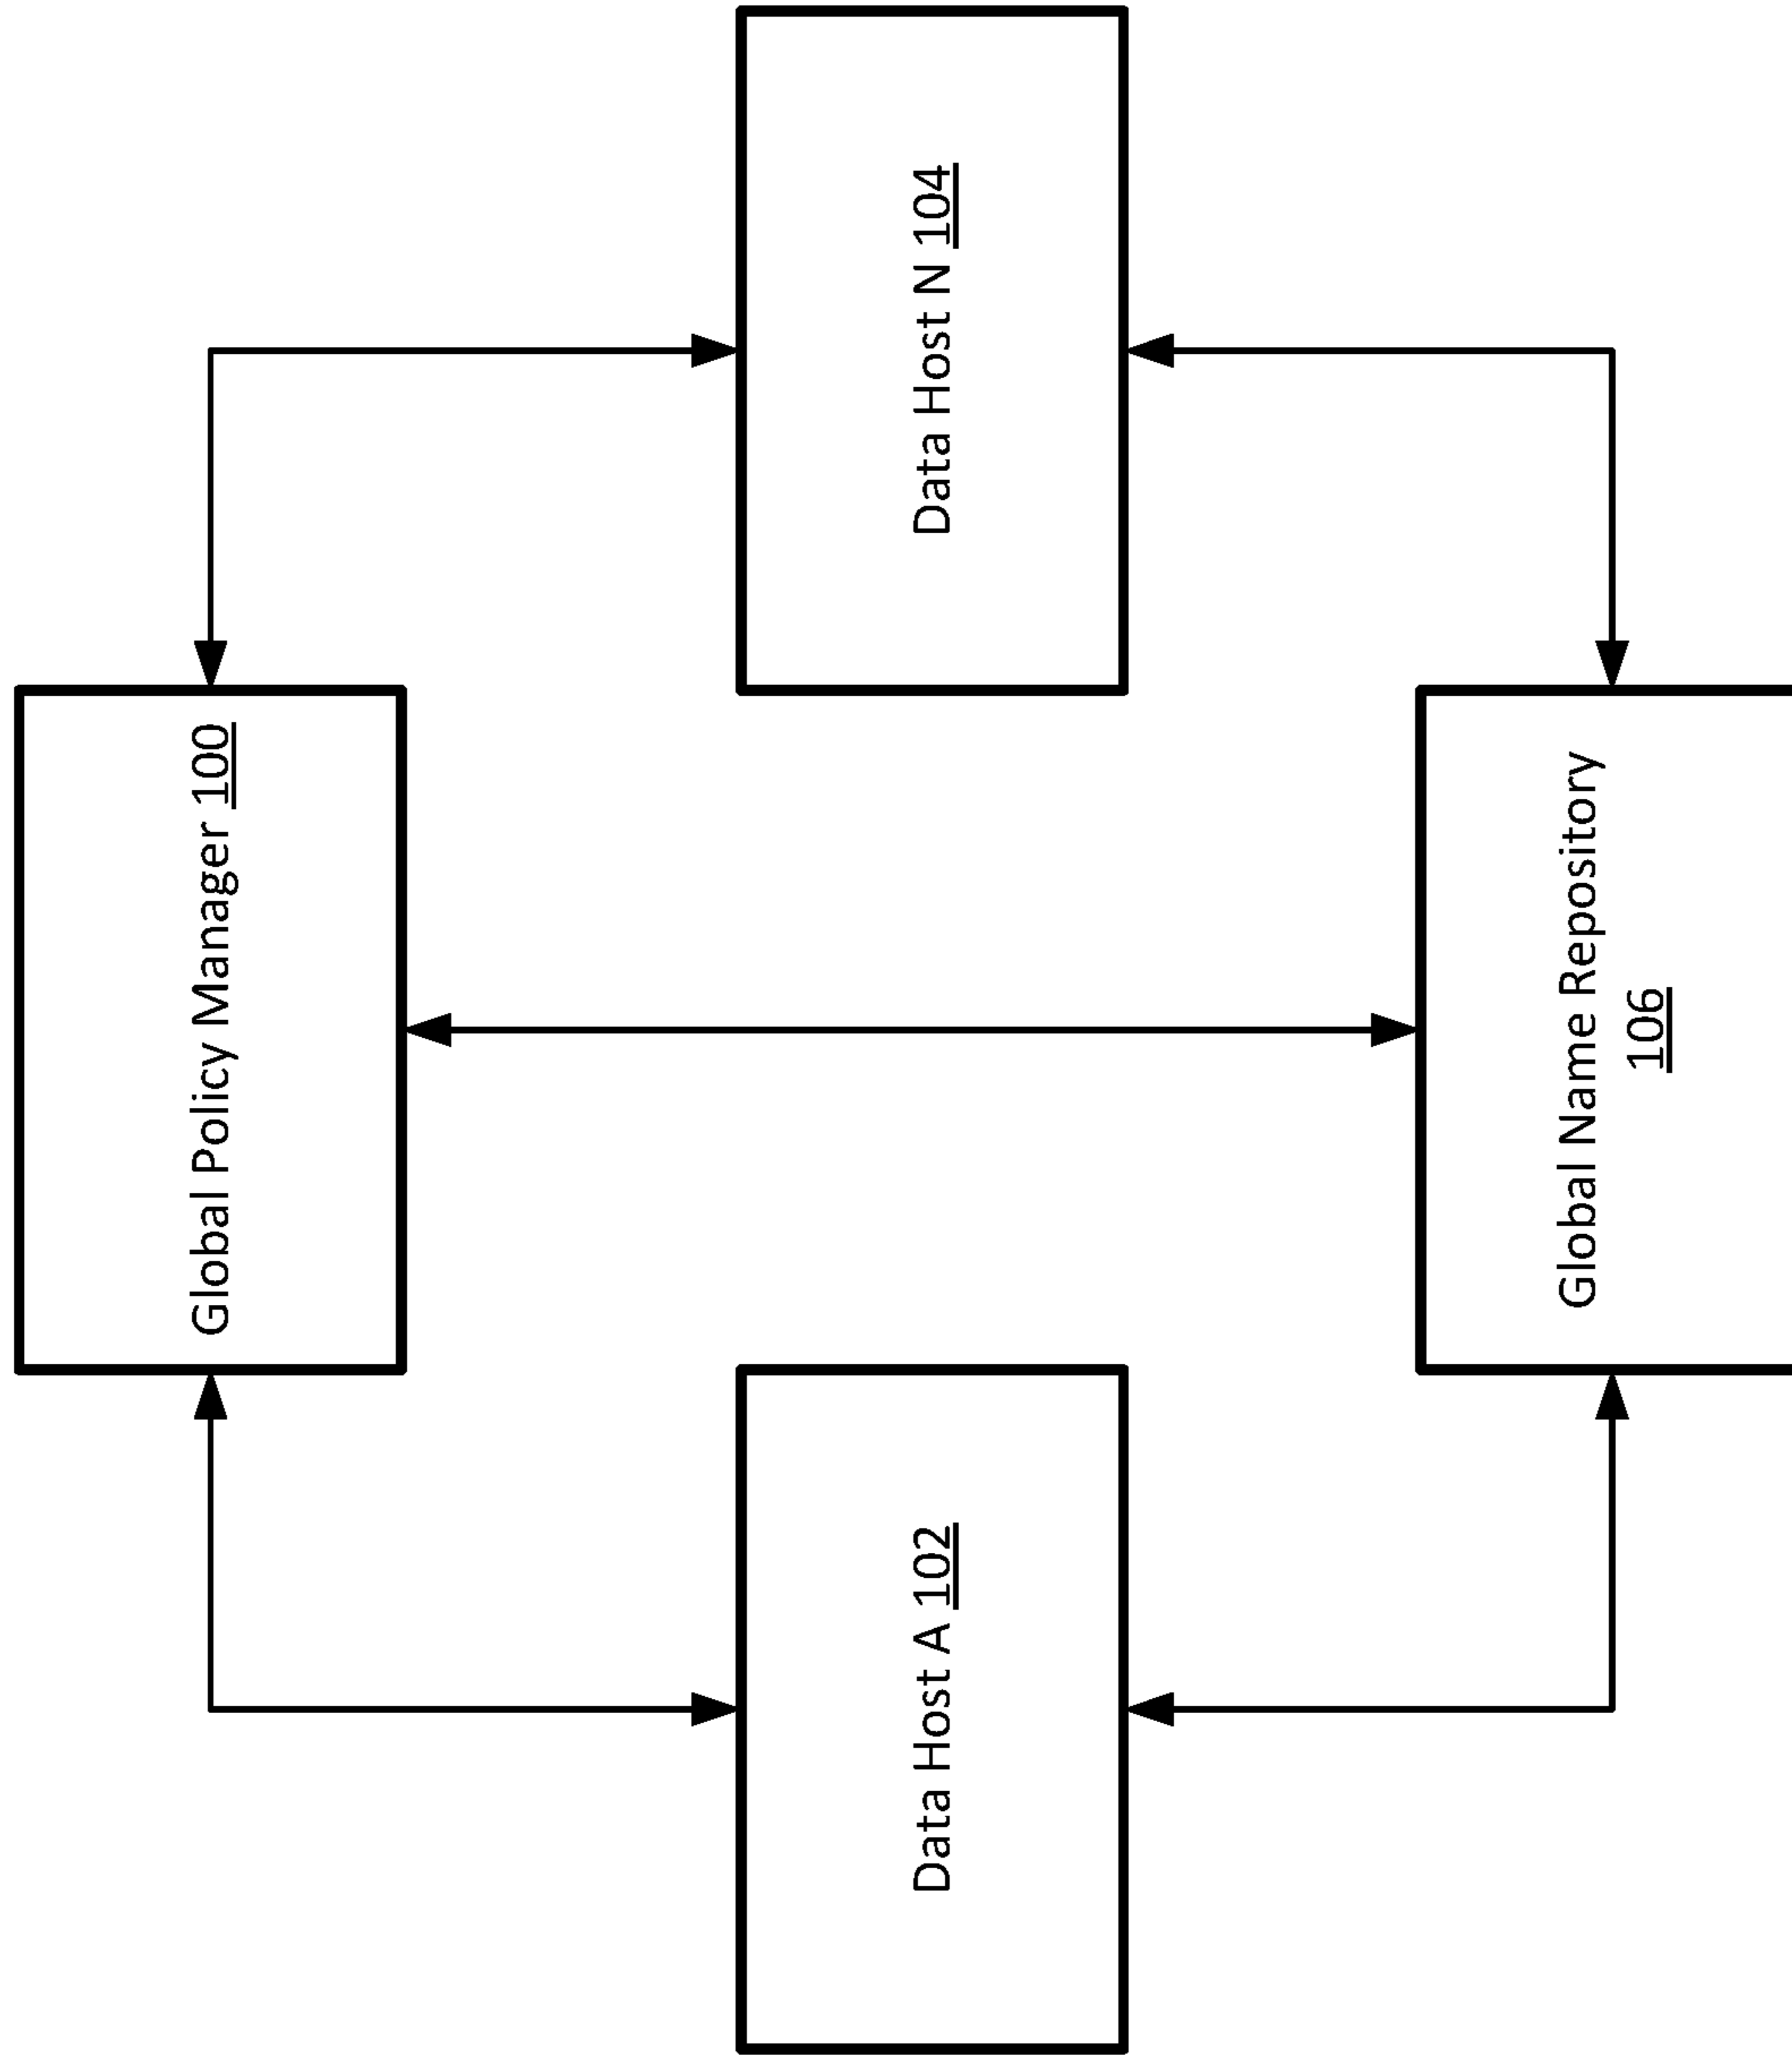 Global Policy Manager 100
Data Host A 102
Data Host N 104
Global Name Repository
106